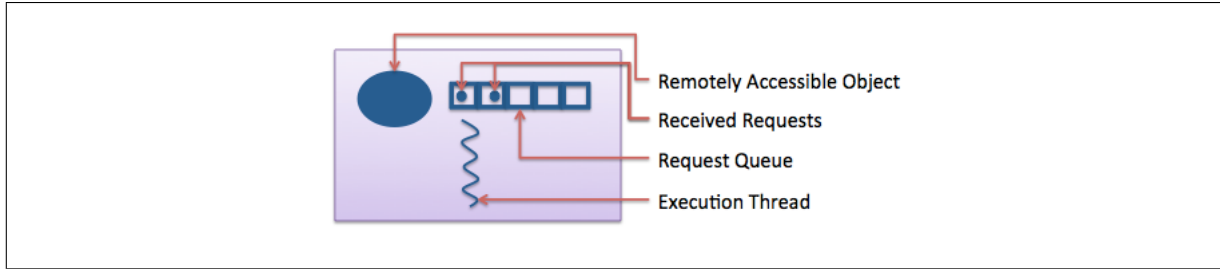 Remotely Accessible Object
Received Requests
Request Queue
Execution Thread